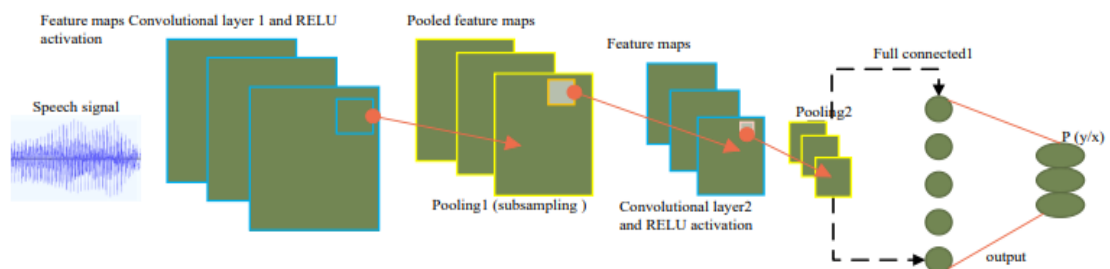 Feature maps Convolutional layer 1 and RELU
activation
Pooled feature maps
Feature maps
Full connected1
Speech signal
Pooling2
P (y/x)
Pooling1 (subsampling )
Convolutional layer2
and RELU activation
output